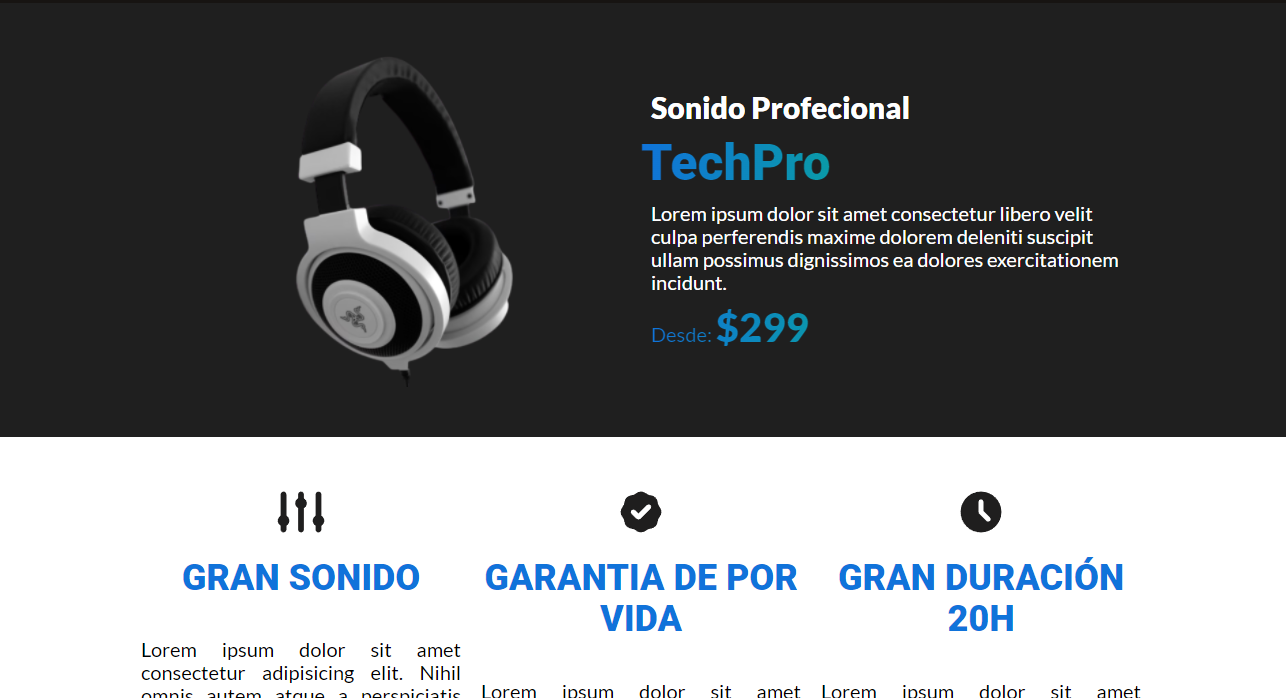 Sonido Profecional
TechPro
Lorem ipsum dolor sit amet consectetur libero velit
culpa perferendis maxime dolorem deleniti suscipit
ullam possimus dignissimos ea dolores exercitationem
incidunt.
Desde: $299
GRAN SONIDO
Lorem ipsum dolor sit amet
consectetur adipisicing elit. Nihil
omnis autem atque a perspiciatis
GARANTIA DE POR
VIDA
Lorem ipsum dolor sit amet
GRAN DURACIÓN
20H
Lorem ipsum dolor sit amet